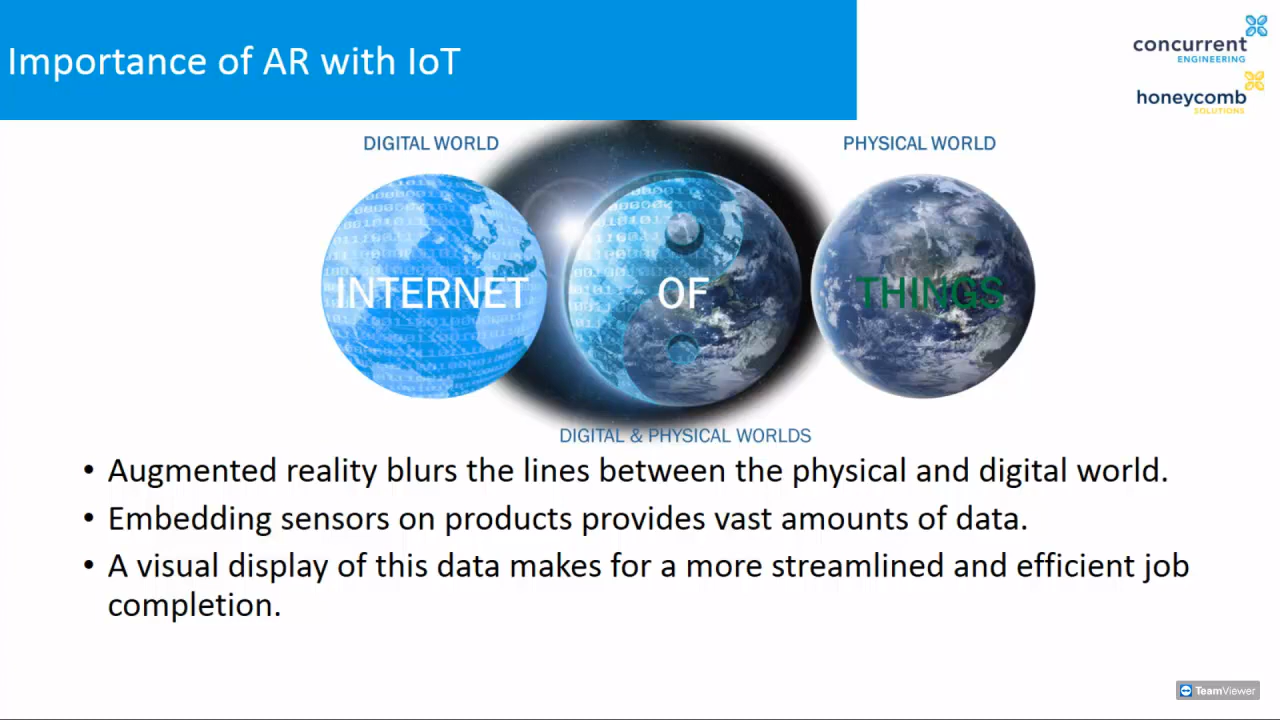 Importance of AR with IoT
concurrent
ENGINEERING
honeycomb
SOLUTIONS
DIGITAL WORLD
PHYSICAL WORLD
INTERNET
OF
THINGS
DIGITAL & PHYSICAL WORLDS
• Augmented reality blurs the lines between the physical and digital world.
• Embedding sensors on products provides vast amounts of data.
• A visual display of this data makes for a more streamlined and efficient job
completion.
TeamViewer